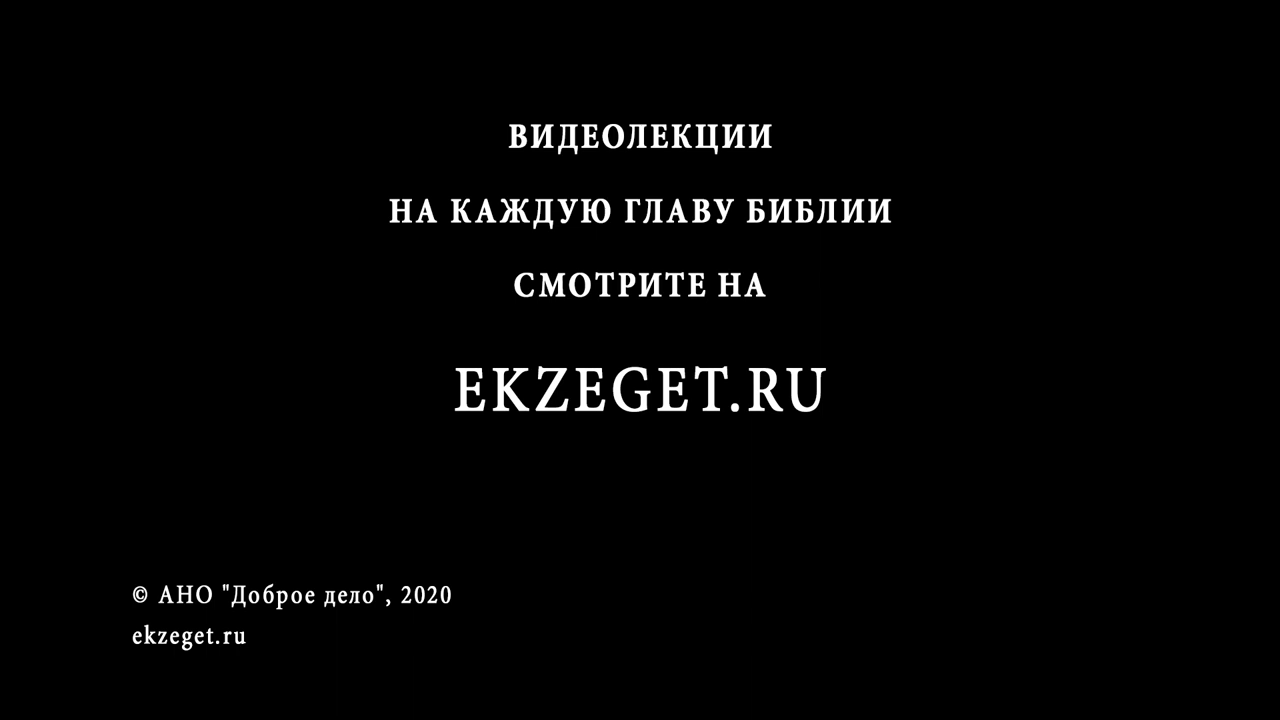 ВИДЕОЛЕКЦИИ
НА КАЖДУЮ ГЛАВУ БИБЛИИ
СМОТРИТЕ НА
EKZEGET.RU
© АНО "Доброе дело", 2020
ekzeget.ru